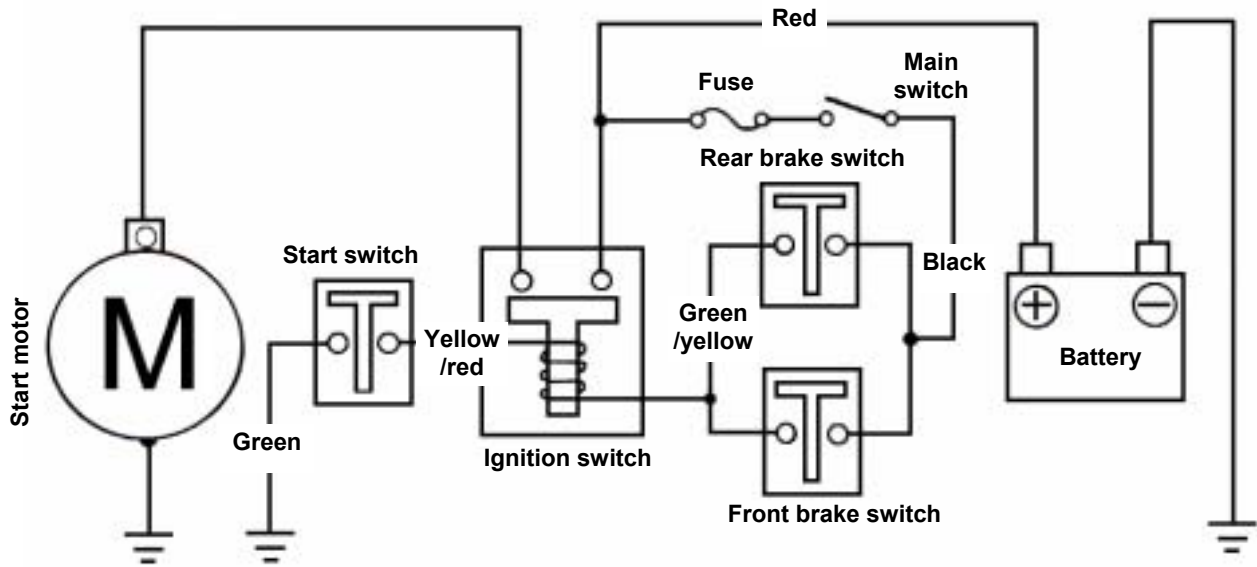 Red
Main
switch
Fuse
Rear brake switch
Start switch
Black
Green
/yellow
Yellow
/red
Start motor
M
+
−
Battery
Green
Ignition switch
Front brake switch